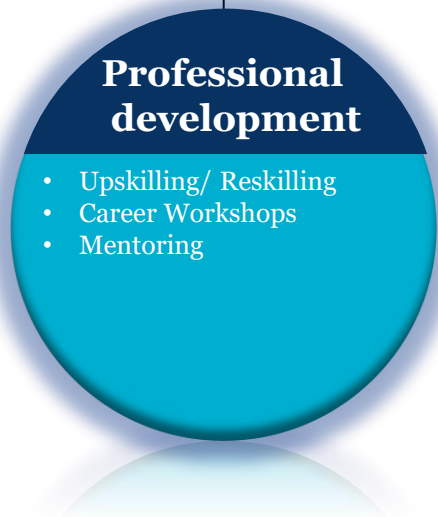 Professional
development
• Upskilling/ Reskilling
• Career Workshops
• Mentoring